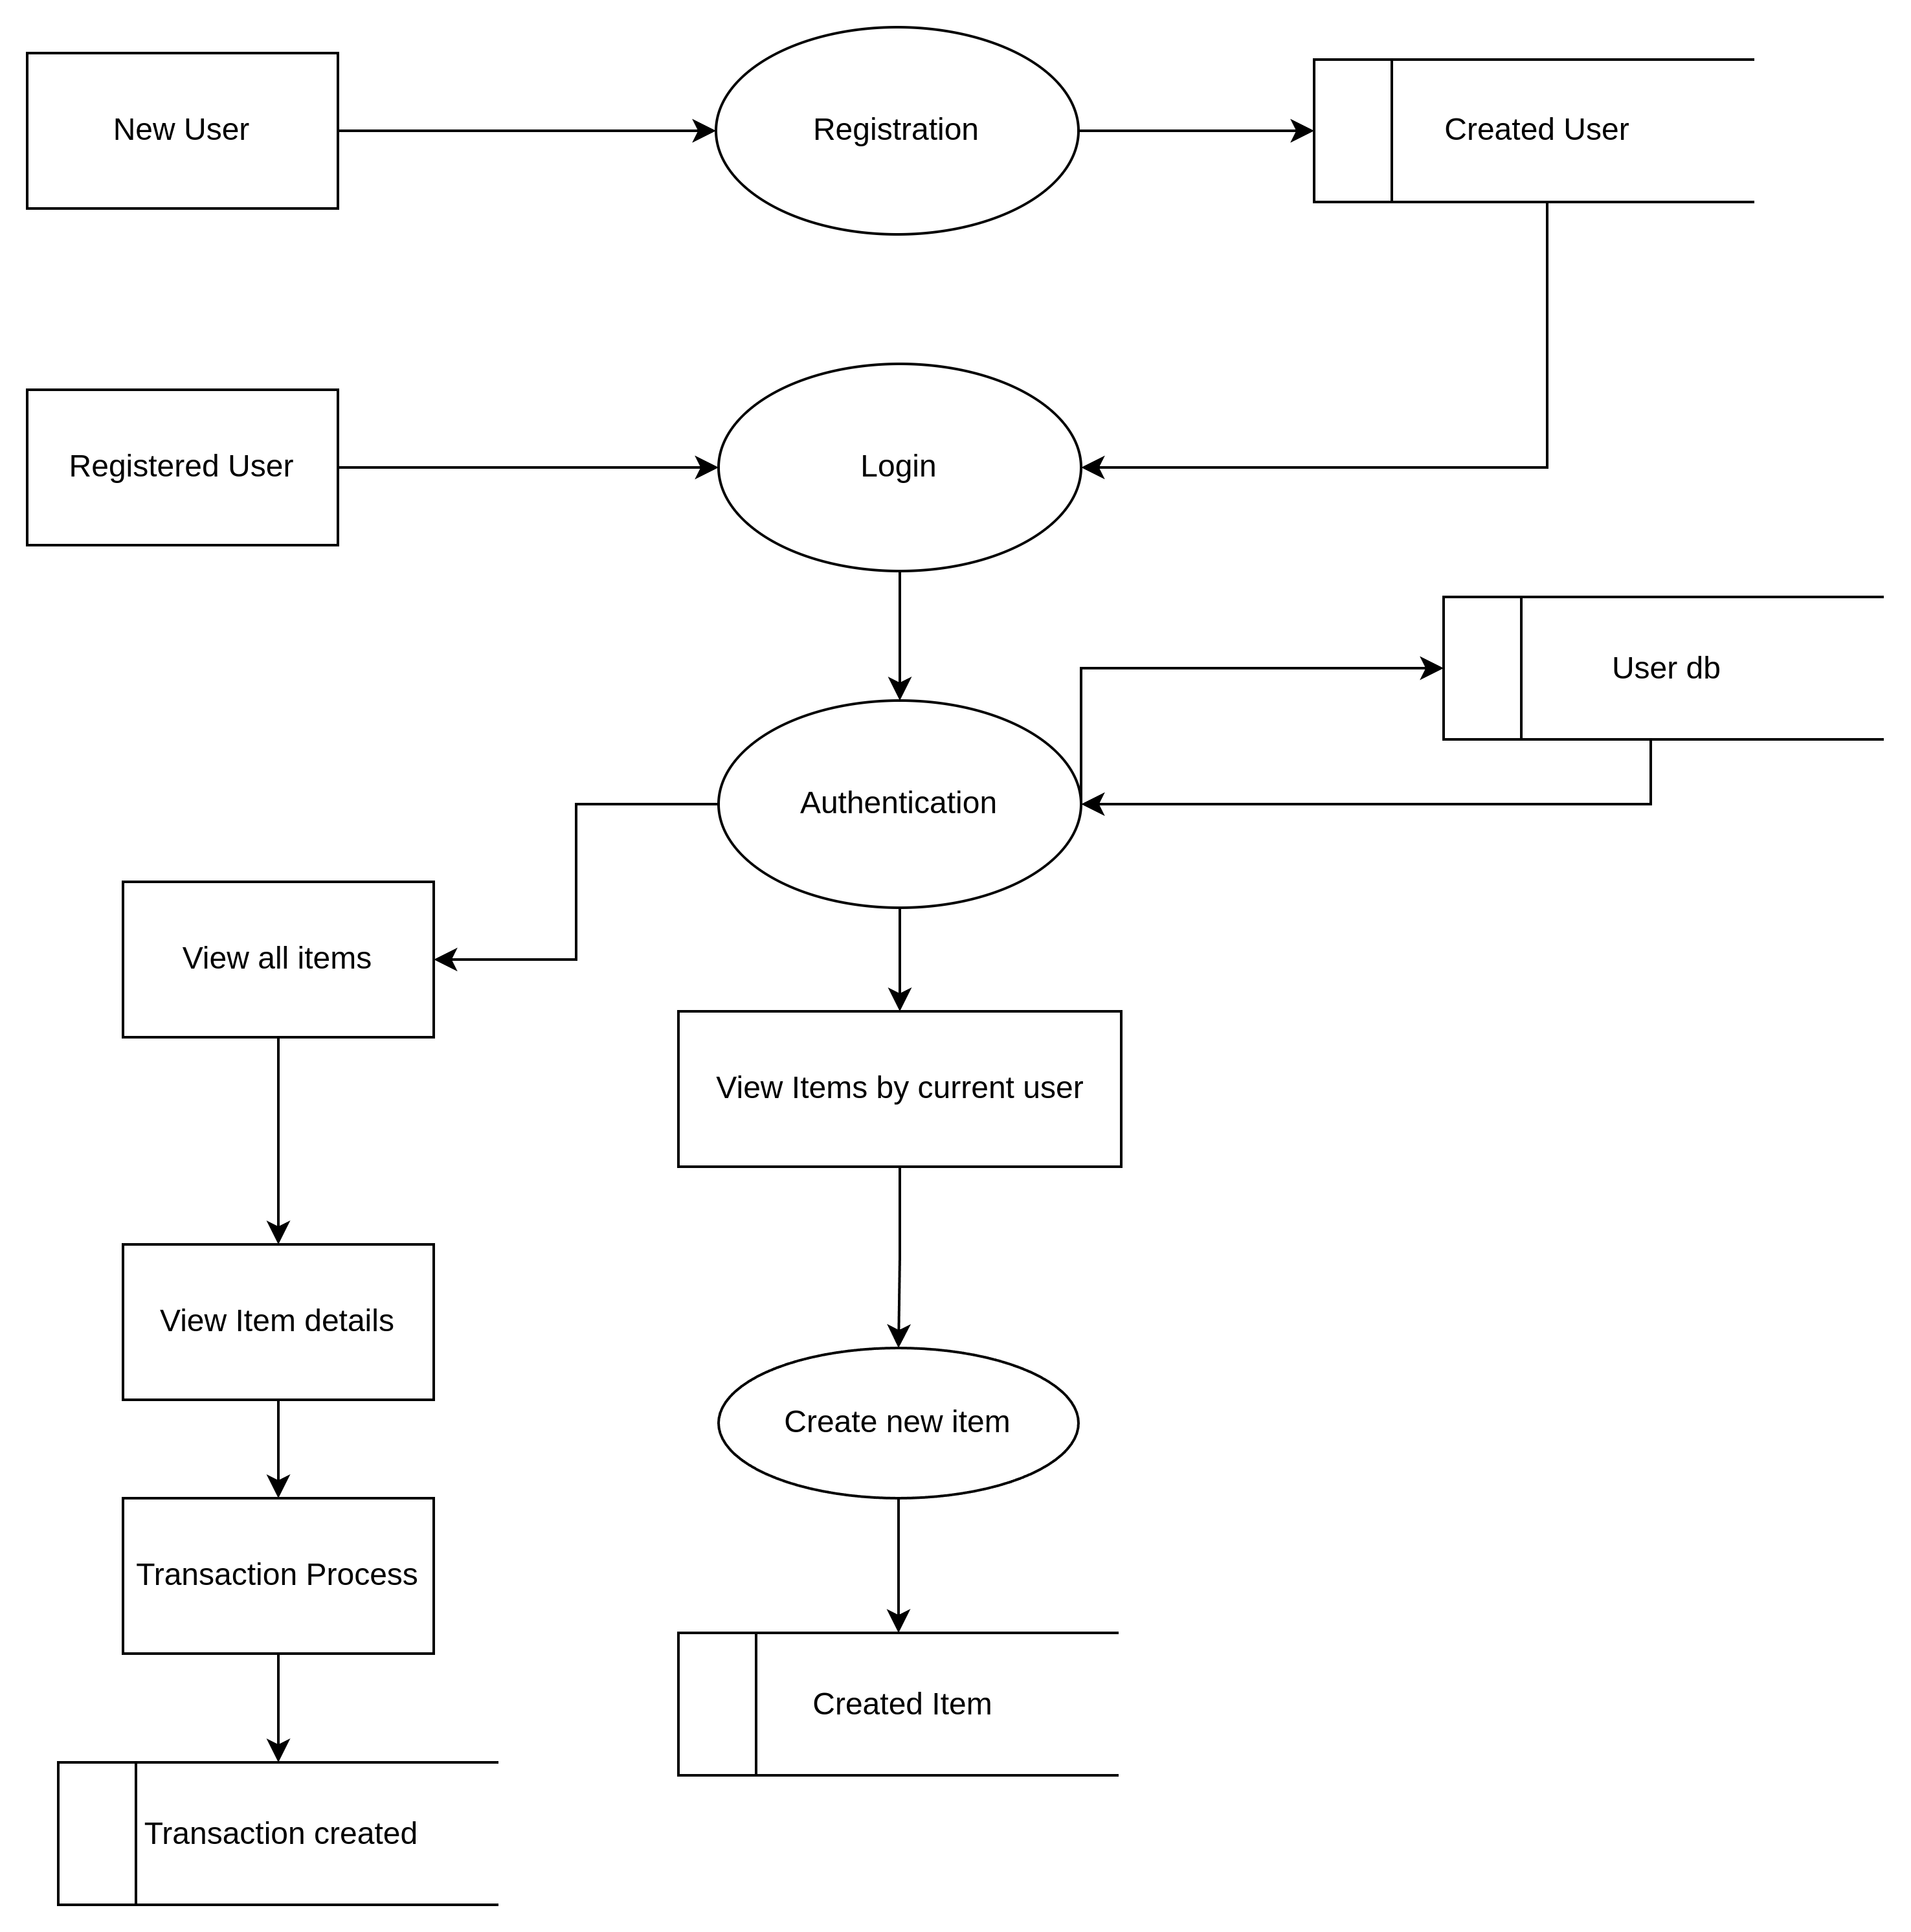 New User
Registration
Created User
Registered User
Login
User db
Authentication
View all items
View Items by current user
View Item details
Create new item
Transaction Process
Created Item
Transaction created